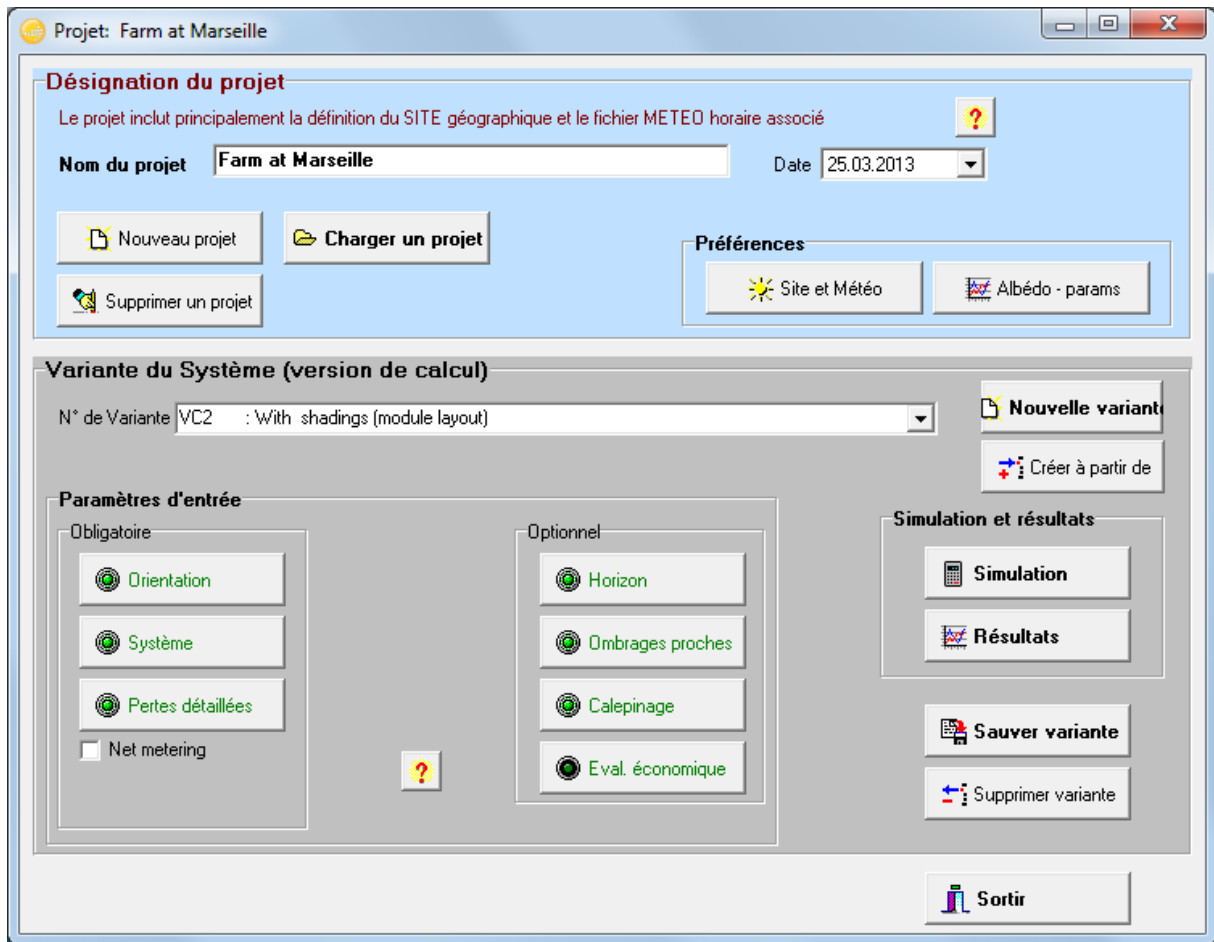 Projet: Farm at Marseille
Désignation du projet
Le projet inclut principalement la définition du SITE géographique et le fichier METEO horaire associé
?
Nom du projet Farm at Marseille Date 25.03.2013
Nouveau projet Charger un projet
Supprimer un projet
Préférences
Site et Météo Albédo - params
Variante du Système (version de calcul)
N° de Variante VC2 : With shadings (module layout)
Nouvelle variant
Créer à partir de
Paramètres d'entrée
Obligatoire
Orientation
Système
Pertes détaillées
Net metering
?
Optionnel
Horizon
Ombrages proches
Calepinage
Eval. économique
Simulation et résultats
Simulation
Résultats
Sauver variante
Supprimer variante
Sortir